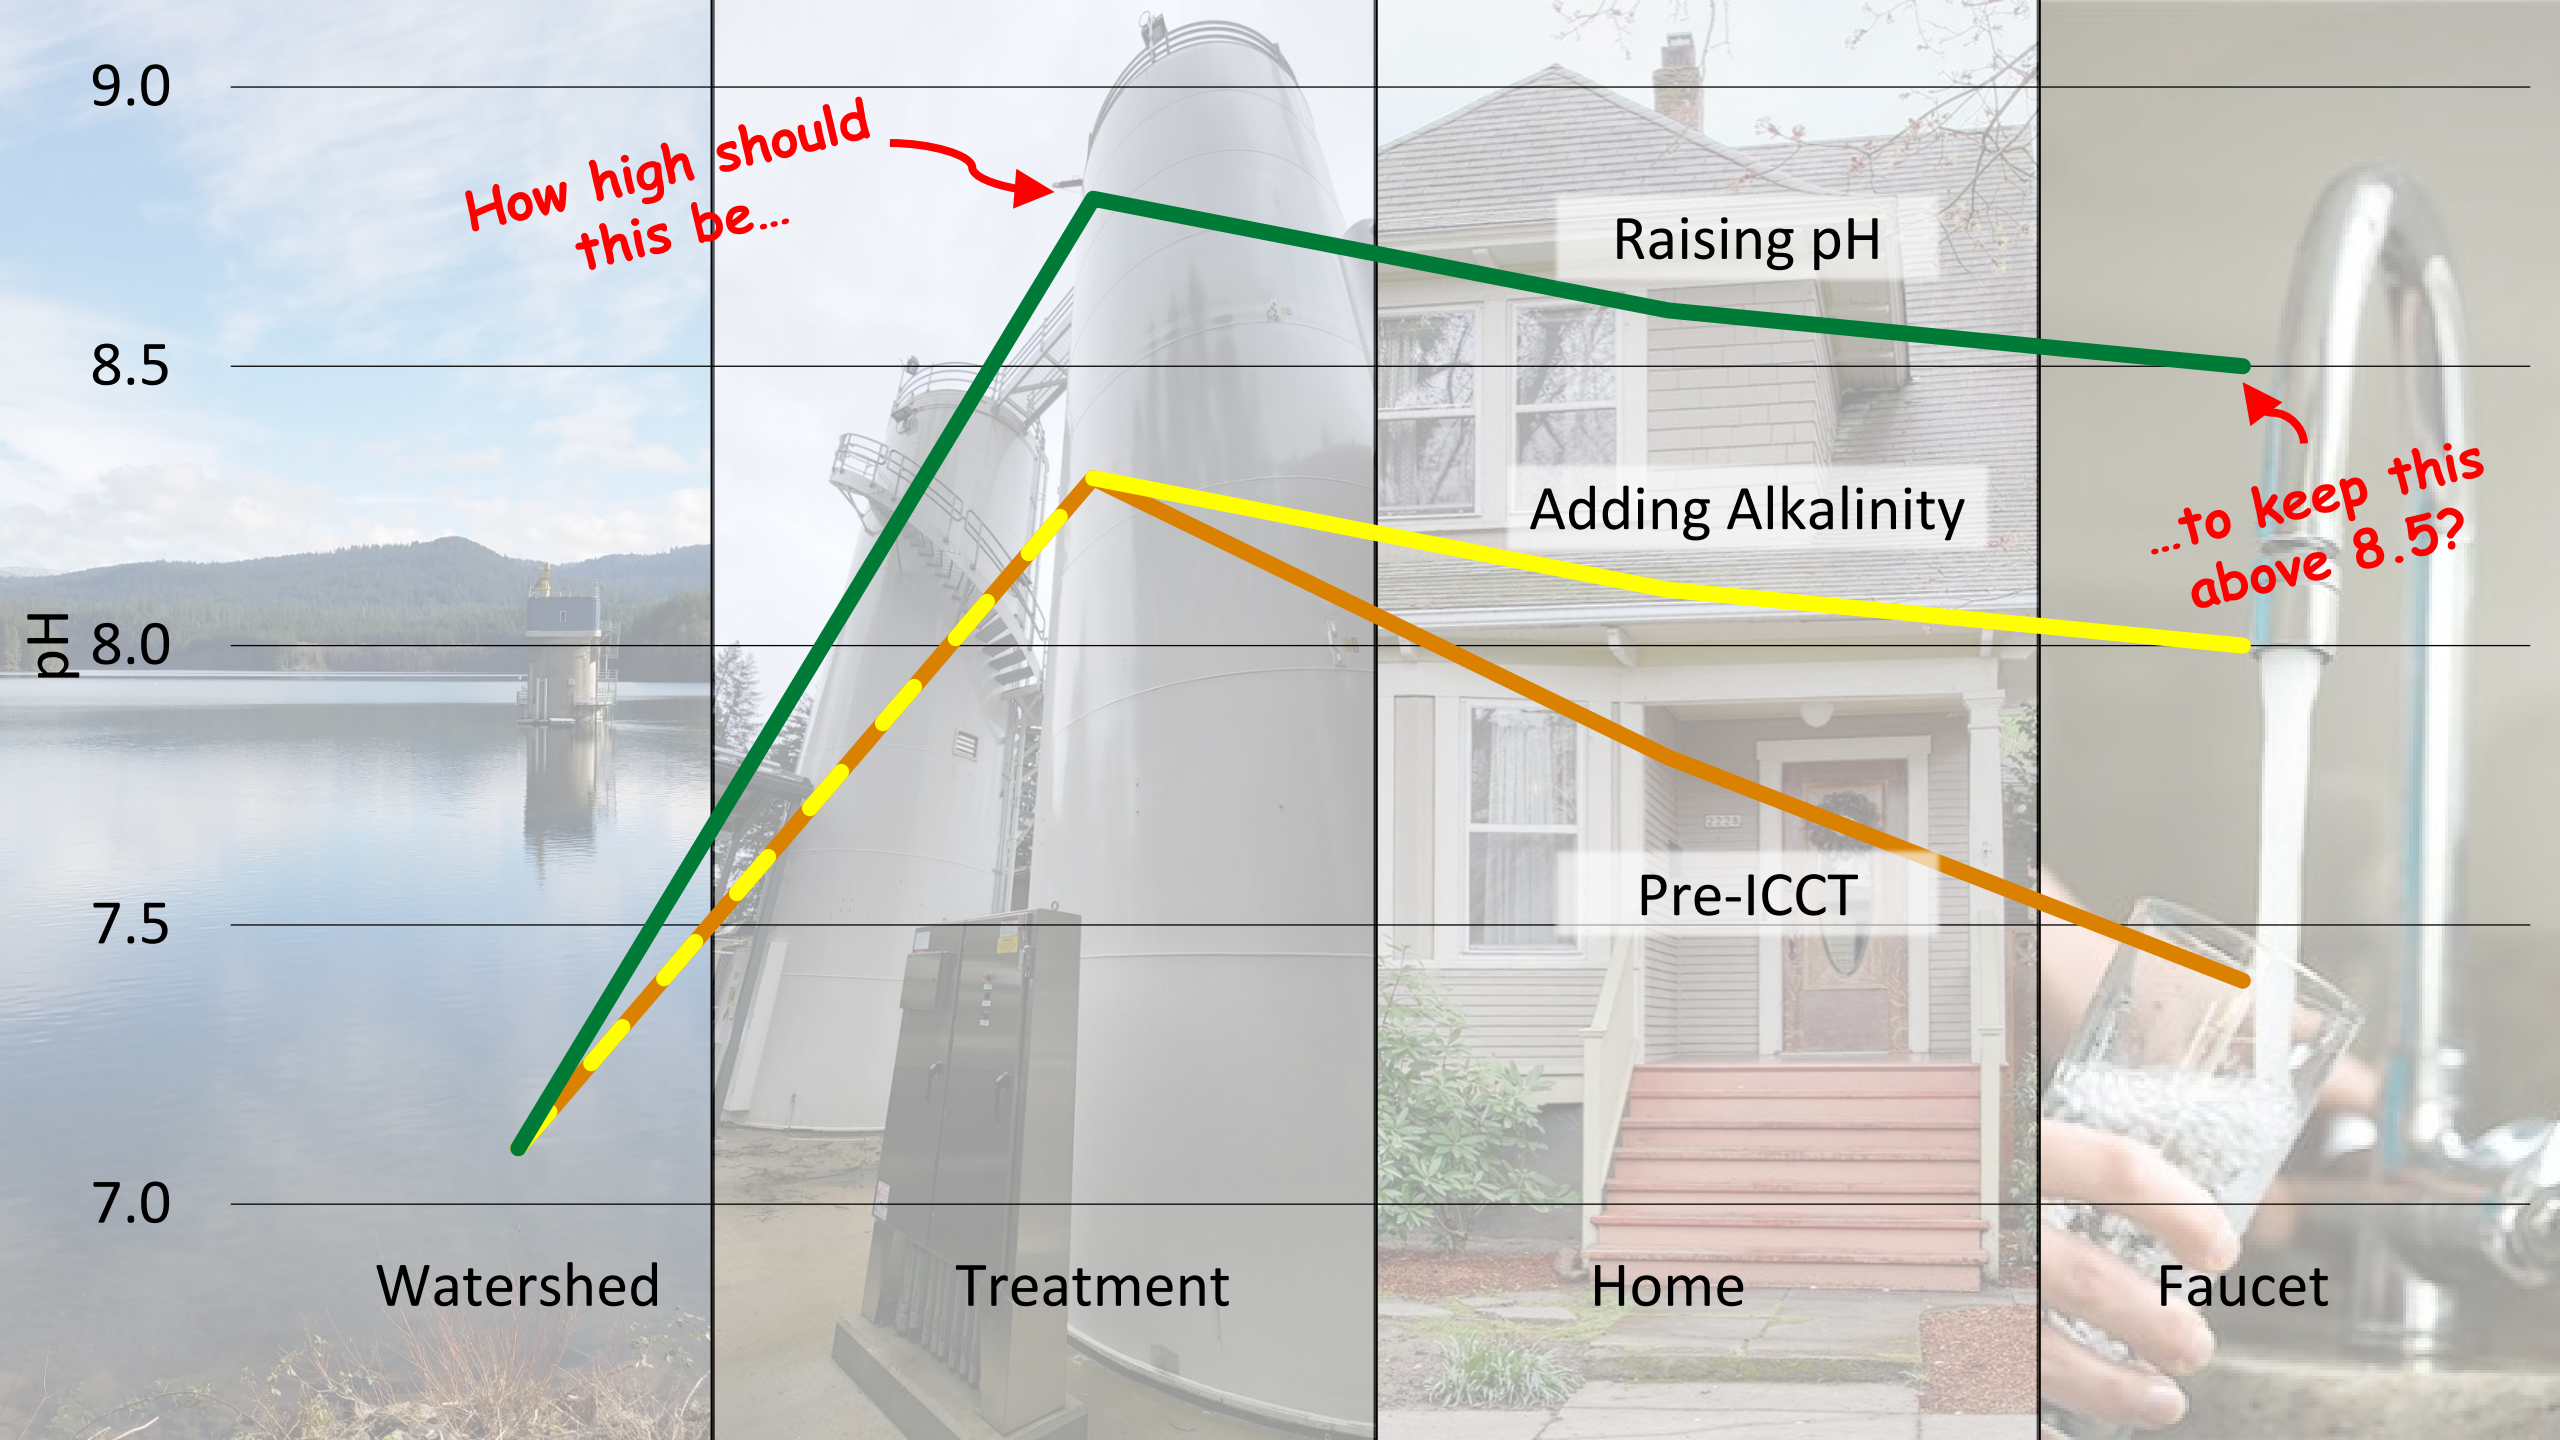 9.0
How high should
this be...
Raising pH
8.5
...to keep this
above 8.5?
Adding Alkalinity
pH
8.0
2228
Pre-ICCT
7.5
7.0
Watershed
Treatment
Home
Faucet